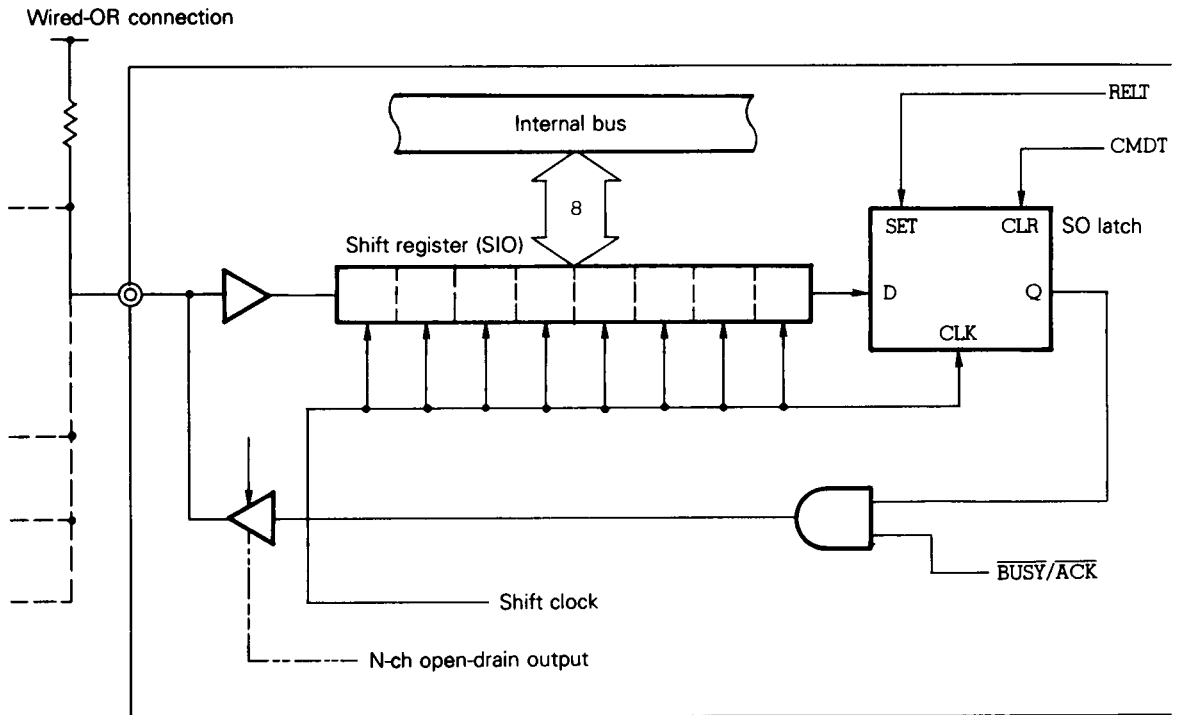 Wired-OR connection
RELT
Internal bus
CMDT
8
SET
CLR
SO latch
Shift register (SIO)
D
Q
CLK
BUSY/ACK
Shift clock
N-ch open-drain output